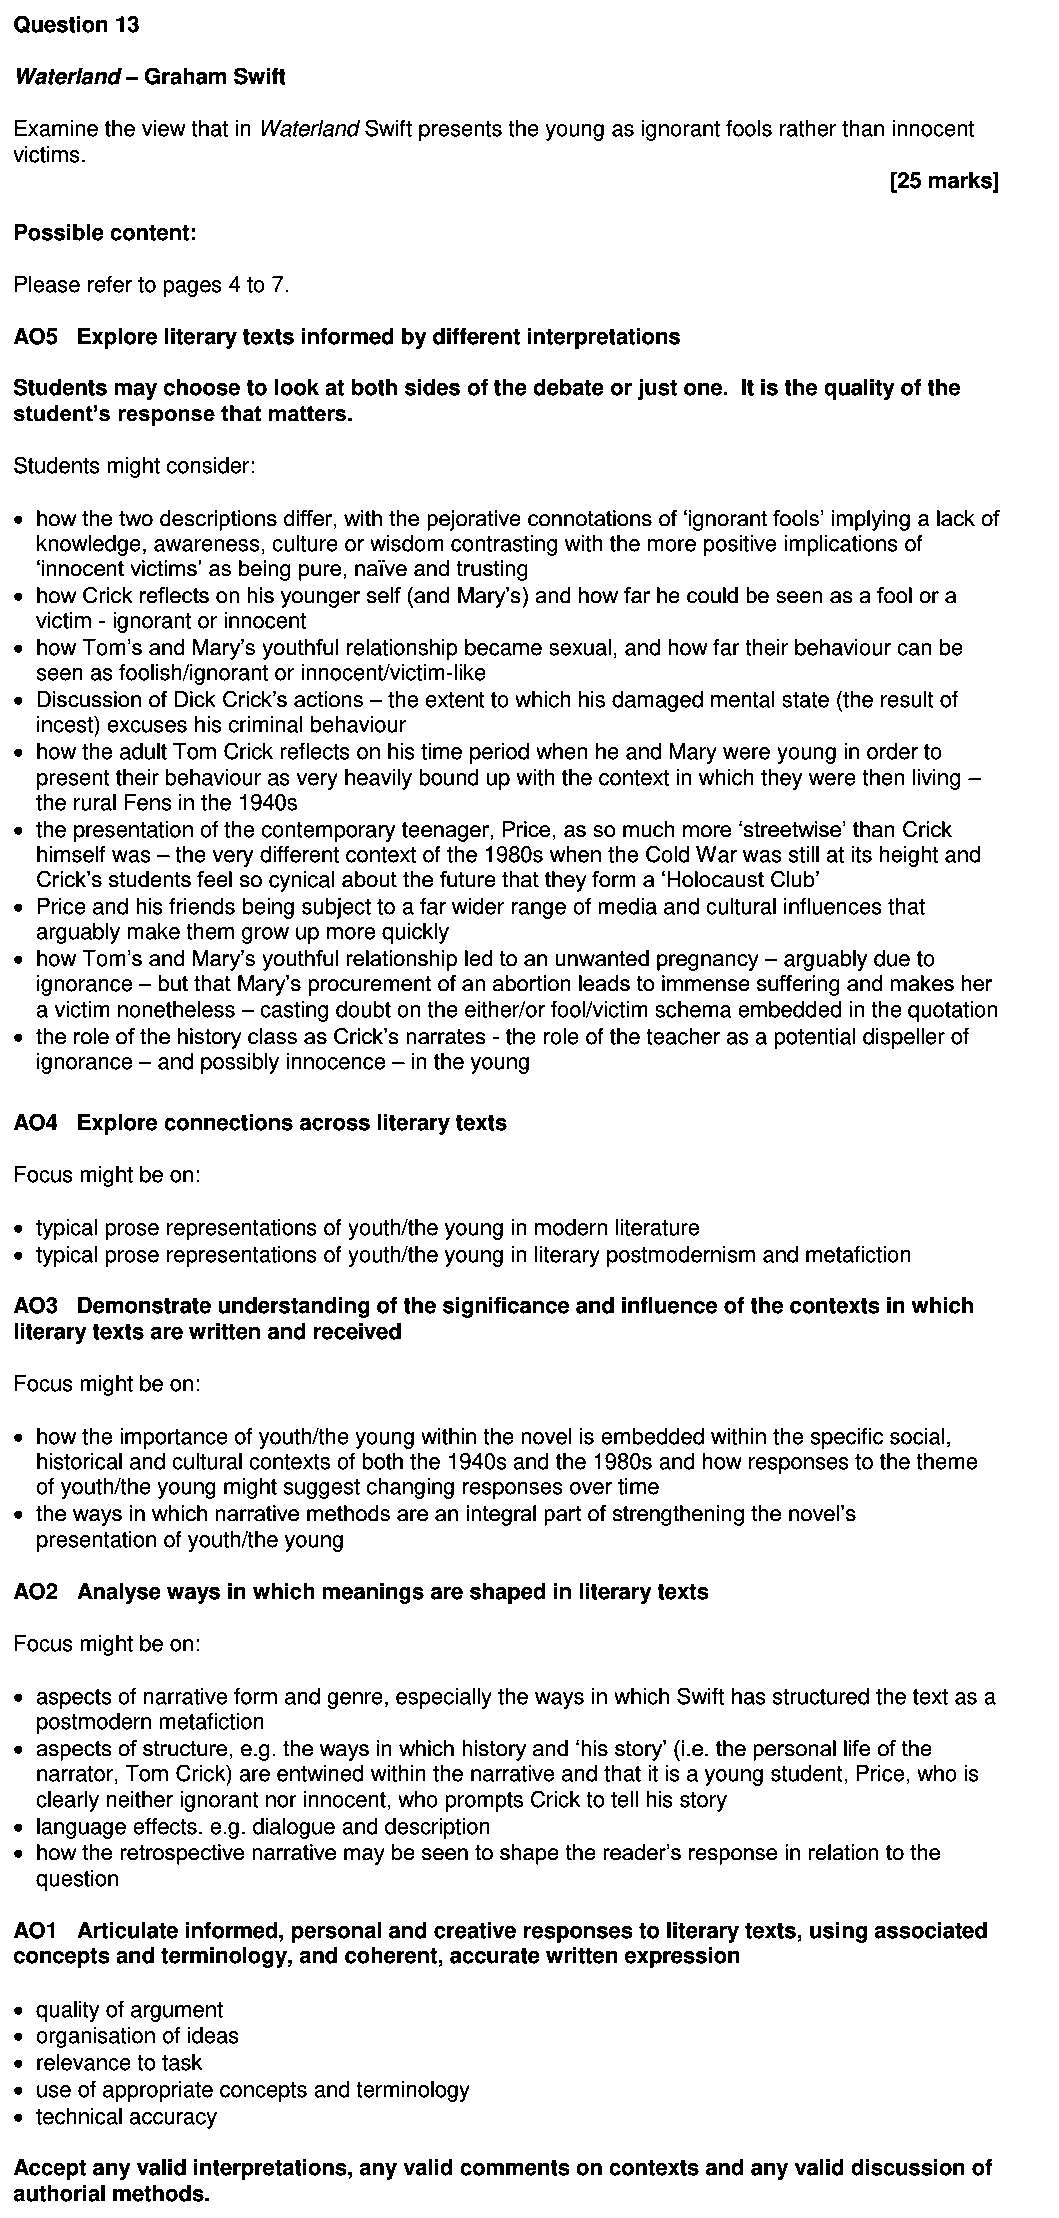 Question 13
Waterland – Graham Swift
Examine the view that in Waterland Swift presents the young as ignorant fools rather than innocent
victims.
[25 marks]
Possible content:
Please refer to pages 4 to 7.
AO5 Explore literary texts informed by different interpretations
Students may choose to look at both sides of the debate or just one. It is the quality of the
student’s response that matters.
Students might consider:
• how the two descriptions differ, with the pejorative connotations of ‘ignorant fools’ implying a lack of
knowledge, awareness, culture or wisdom contrasting with the more positive implications of
‘innocent victims’ as being pure, naïve and trusting
• how Crick reflects on his younger self (and Mary’s) and how far he could be seen as a fool or a
victim - ignorant or innocent
• how Tom’s and Mary’s youthful relationship became sexual, and how far their behaviour can be
seen as foolish/ignorant or innocent/victim-like
• Discussion of Dick Crick’s actions – the extent to which his damaged mental state (the result of
incest) excuses his criminal behaviour
• how the adult Tom Crick reflects on his time period when he and Mary were young in order to
present their behaviour as very heavily bound up with the context in which they were then living –
the rural Fens in the 1940s
• the presentation of the contemporary teenager, Price, as so much more ‘streetwise’ than Crick
himself was – the very different context of the 1980s when the Cold War was still at its height and
Crick’s students feel so cynical about the future that they form a ‘Holocaust Club’
• Price and his friends being subject to a far wider range of media and cultural influences that
arguably make them grow up more quickly
• how Tom’s and Mary’s youthful relationship led to an unwanted pregnancy – arguably due to
ignorance – but that Mary’s procurement of an abortion leads to immense suffering and makes her
a victim nonetheless – casting doubt on the either/or fool/victim schema embedded in the quotation
• the role of the history class as Crick’s narrates - the role of the teacher as a potential dispeller of
ignorance – and possibly innocence – in the young
AO4 Explore connections across literary texts
Focus might be on:
• typical prose representations of youth/the young in modern literature
• typical prose representations of youth/the young in literary postmodernism and metafiction
AO3 Demonstrate understanding of the significance and influence of the contexts in which
literary texts are written and received
Focus might be on:
• how the importance of youth/the young within the novel is embedded within the specific social,
historical and cultural contexts of both the 1940s and the 1980s and how responses to the theme
of youth/the young might suggest changing responses over time
• the ways in which narrative methods are an integral part of strengthening the novel’s
presentation of youth/the young
AO2 Analyse ways in which meanings are shaped in literary texts
Focus might be on:
• aspects of narrative form and genre, especially the ways in which Swift has structured the text as a
postmodern metafiction
• aspects of structure, e.g. the ways in which history and ‘his story’ (i.e. the personal life of the
narrator, Tom Crick) are entwined within the narrative and that it is a young student, Price, who is
clearly neither ignorant nor innocent, who prompts Crick to tell his story
• language effects. e.g. dialogue and description
• how the retrospective narrative may be seen to shape the reader’s response in relation to the
question
AO1 Articulate informed, personal and creative responses to literary texts, using associated
concepts and terminology, and coherent, accurate written expression
• quality of argument
• organisation of ideas
• relevance to task
• use of appropriate concepts and terminology
• technical accuracy
Accept any valid interpretations, any valid comments on contexts and any valid discussion of
authorial methods.